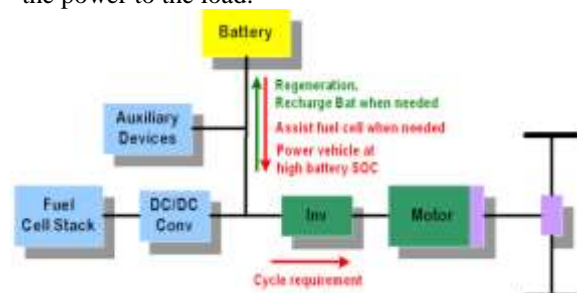 the power to the load.
Battery
Regeneration,
Recharge Bat when needed
Assist fuel cell when needed
Power vehicle at
high battery SOC
Auxiliary
Devices
Fuel
Cell Stack
DC/DC
Conv
Inv
Motor
Cycle requirement